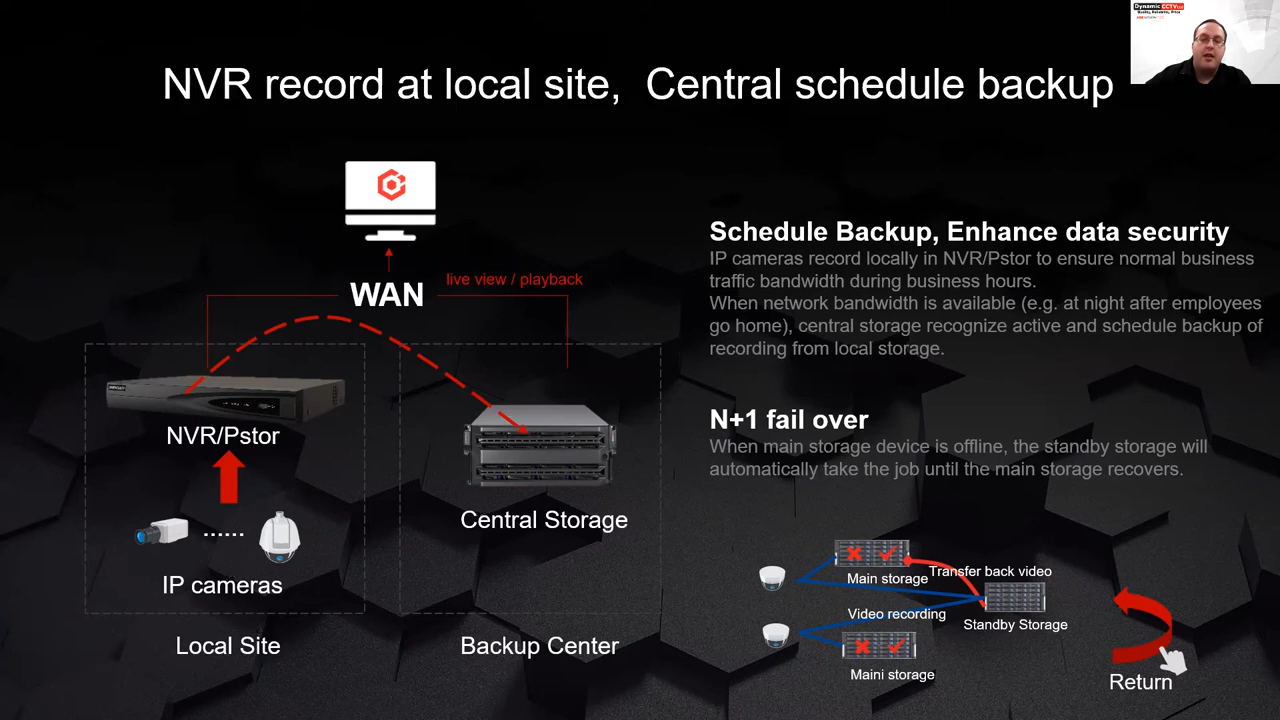 Dynamic CCTV Ltd
Quality, Reliability, Price
NVR record at local site, Central schedule backup
live view / playback
WAN
NVR/Pstor
IP cameras
Local Site
Central Storage
Backup Center
Schedule Backup, Enhance data security
IP cameras record locally in NVR/Pstor to ensure normal business
traffic bandwidth during business hours.
When network bandwidth is available (e.g. at night after employees
go home), central storage recognize active and schedule backup of
recording from local storage.
N+1 fail over
When main storage device is offline, the standby storage will
automatically take the job until the main storage recovers.
Main storage
Transfer back video
Video recording
Standby Storage
Maini storage
Return